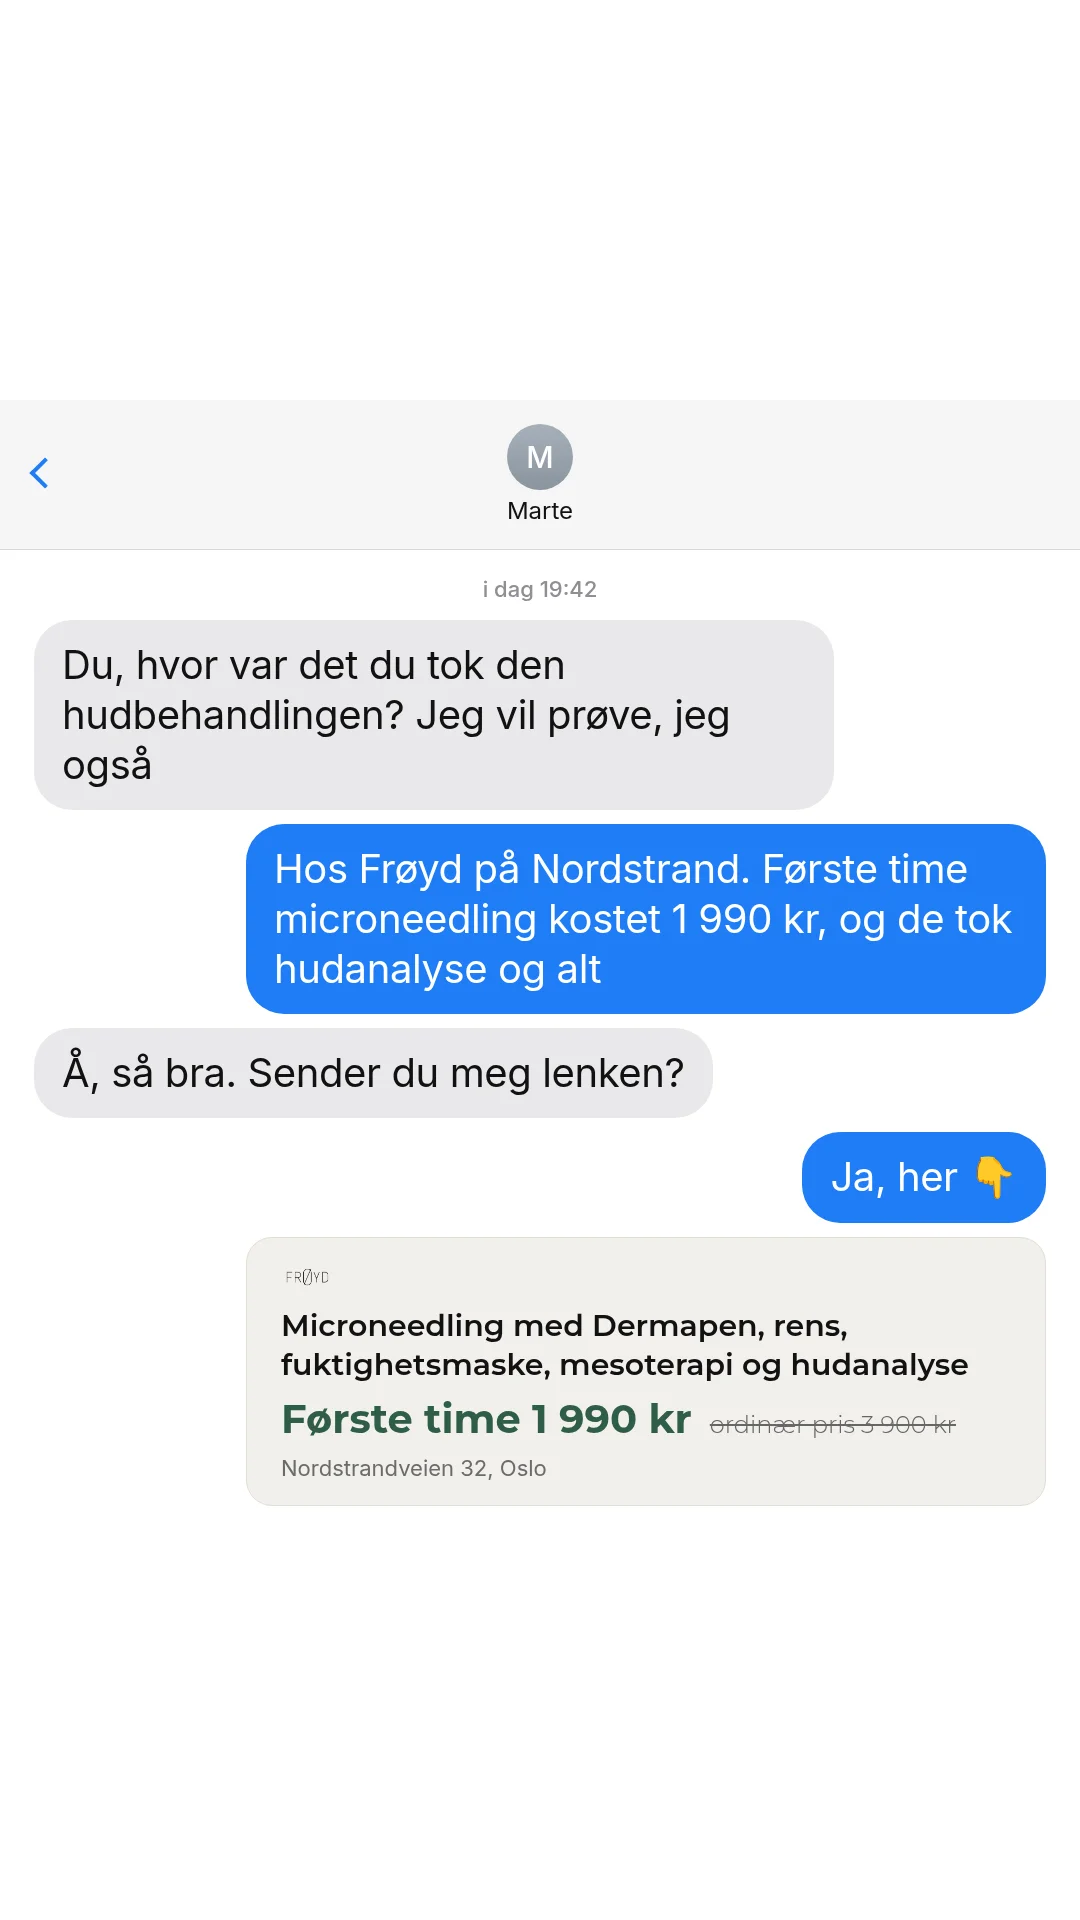 M
Marte
i dag 19:42
Du, hvor var det du tok den
hudbehandlingen? Jeg vil prøve, jeg
også
Hos Frøyd på Nordstrand. Første time
microneedling kostet 1 990 kr, og de tok
hudanalyse og alt
Å, så bra. Sender du meg lenken?
Ja, her 👇
FRØYD
Microneedling med Dermapen, rens,
fuktighetsmaske, mesoterapi og hudanalyse
Første time 1 990 kr ordinær pris 3 900 kr
Nordstrandveien 32, Oslo